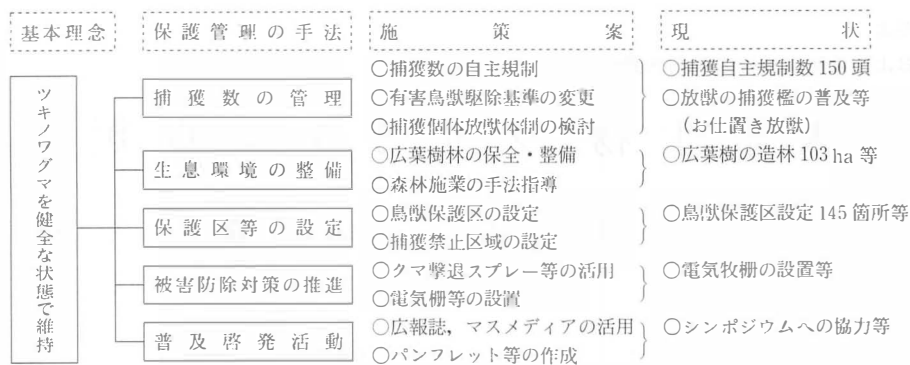 基本理念 保護管理の手法 施策案 現状
ツキノワグマを健全な状態で維持
捕獲数の管理
○捕獲数の自主規制
○有害鳥獣駆除基準の変更
○捕獲個体放獣体制の検討
○捕獲自主規制数150頭
○放獣の捕獲檻の普及等
(お仕置き放獣)
生息環境の整備
○広葉樹林の保全・整備
○森林施業の手法指導
○広葉樹の造林103ha等
保護区等の設定
○鳥獣保護区の設定
○捕獲禁止区域の設定
○鳥獣保護区設定145箇所等
被害防除対策の推進
○クマ撃退スプレー等の活用
○電気柵等の設置
○電気牧柵の設置等
普及啓発活動
○広報誌，マスメディアの活用
○パンフレット等の作成
○シンポジウムへの協力等